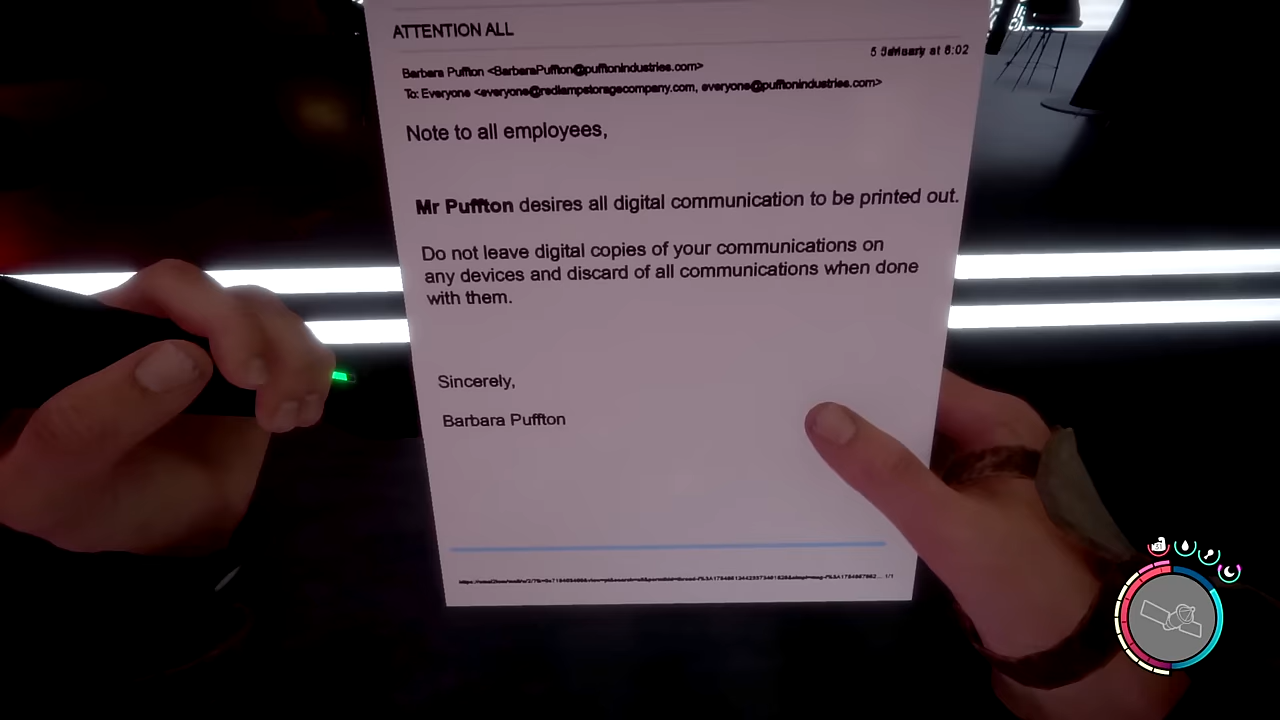 ATTENTION ALL
5 January at 6:02
Barbara Puffton <BarbaraPuffton@pufftonindustries.com>
To: Everyone <everyone@redlampstoragecompany.com, everyone@pufftonindustries.com>
Note to all employees,
Mr Puffton desires all digital communication to be printed out.
Do not leave digital copies of your communications on
any devices and discard of all communications when done
with them.
Sincerely,
Barbara Puffton
1/1